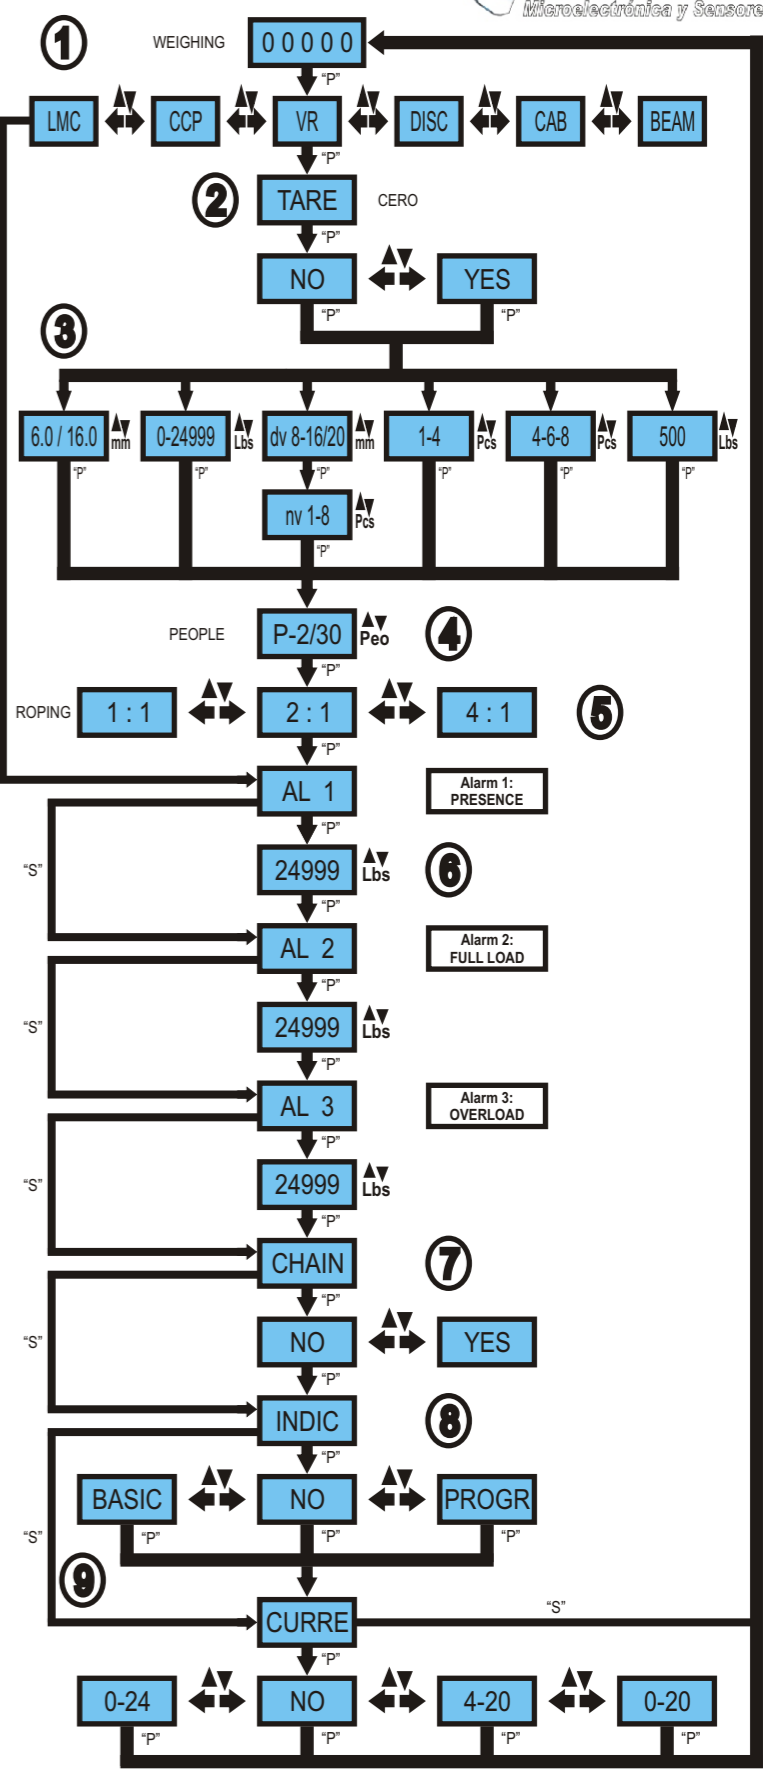 Microelectrónica y Sensore
1
WEIGHING
0 0 0 0 0
“P”
LMC
CCP
VR
DISC
CAB
BEAM
“P”
2
TARE
CERO
“P”
NO
YES
“P”
“P”
3
6.0 / 16.0
mm
0-24999
Lbs
dv 8-16/20
mm
1-4
Pcs
4-6-8
Pcs
500
Lbs
“P”
“P”
“P”
“P”
“P”
“P”
nv 1-8
Pcs
“P”
PEOPLE
P-2/30
Peo
4
“P”
ROPING
1 : 1
2 : 1
4 : 1
5
“P”
AL 1
Alarm 1:
PRESENCE
“P”
“S”
24999
Lbs
6
“P”
AL 2
Alarm 2:
FULL LOAD
“P”
“S”
24999
Lbs
“P”
AL 3
Alarm 3:
OVERLOAD
“P”
“S”
24999
Lbs
“P”
CHAIN
7
“P”
“S”
NO
YES
“P”
INDIC
8
“P”
BASIC
NO
PROGR
“S”
“P”
“P”
“P”
9
CURRE
“S”
“P”
0-24
NO
4-20
0-20
“P”
“P”
“P”
“P”